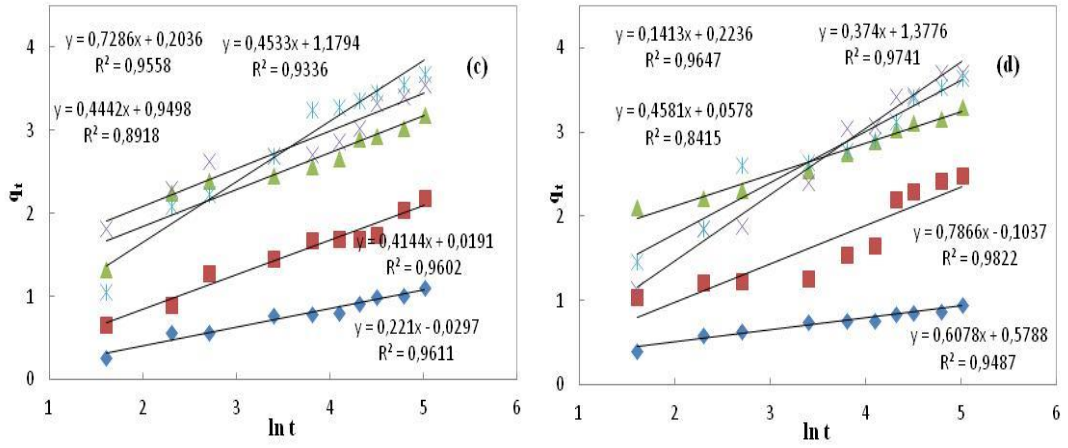 4
y = 0,7286x + 0,2036
R² = 0,9558
y = 0,4533x + 1,1794
R² = 0,9336
(c)
y = 0,4442x + 0,9498
R² = 0,8918
3
qt
2
y = 0,4144x + 0,0191
R² = 0,9602
1
y = 0,221x - 0,0297
R² = 0,9611
0
1 2 3 4 5 6
ln t
4
y = 0,1413x + 0,2236
R² = 0,9647
y = 0,374x + 1,3776
R² = 0,9741
(d)
y = 0,4581x + 0,0578
R² = 0,8415
3
qt
2
y = 0,7866x - 0,1037
R² = 0,9822
1
y = 0,6078x + 0,5788
R² = 0,9487
0
1 2 3 4 5 6
ln t